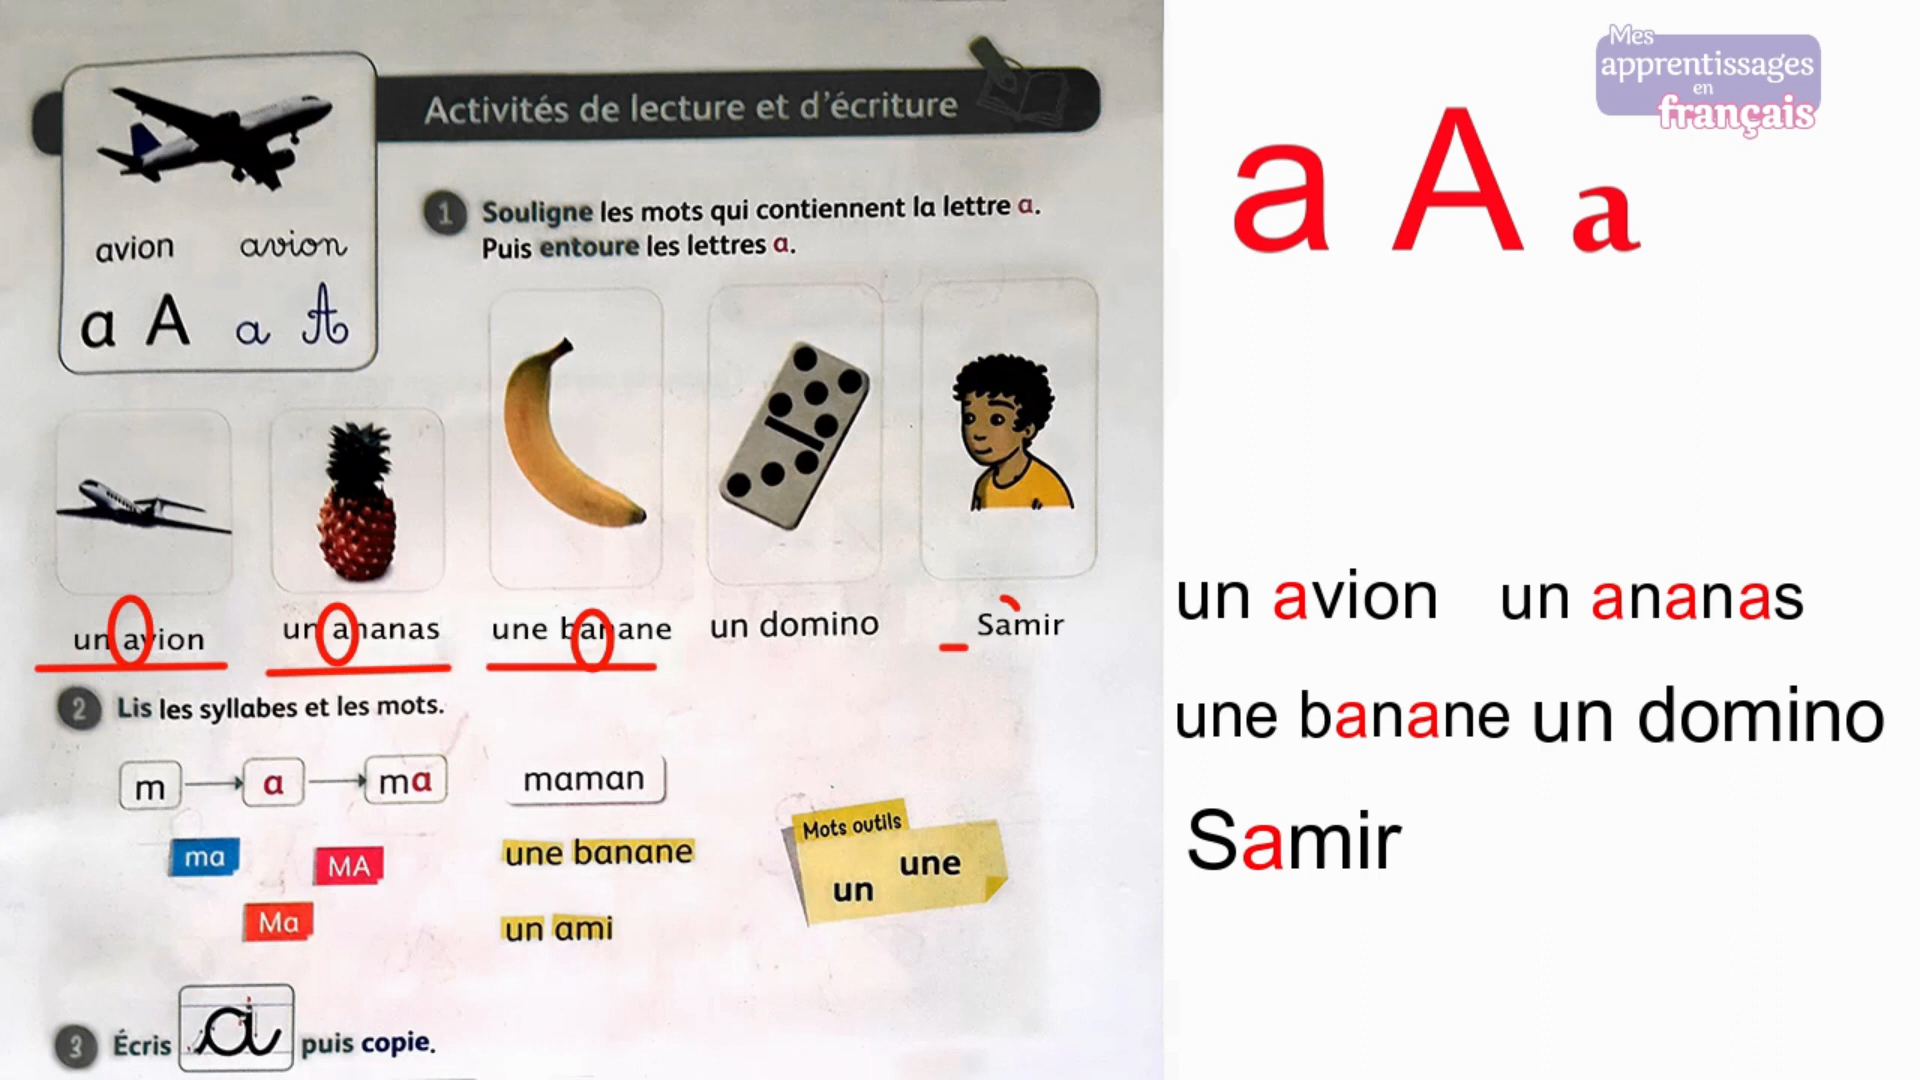 Activités de lecture et d'écriture
avion avion
a A a A
1 Souligne les mots qui contiennent la lettre a.
Puis entoure les lettres a.
un avion
un ananas
une banane
un domino
Samir
2 Lis les syllabes et les mots.
m a ma
ma
MA
Ma
maman
une banane
un ami
Mots outils
une
un
3 Écris a puis copie.
Mes
apprentissages
en
français
a A a
un avion un ananas
une banane un domino
Samir